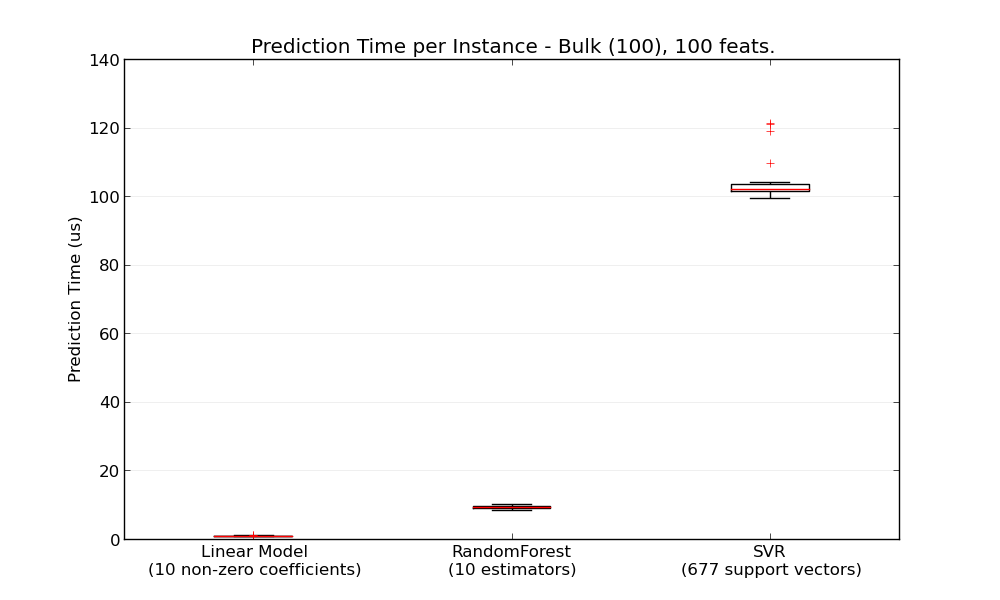 Prediction Time per Instance - Bulk (100), 100 feats.
140
120
100
80
60
40
20
0
Prediction Time (us)
Linear Model
(10 non-zero coefficients)
RandomForest
(10 estimators)
SVR
(677 support vectors)